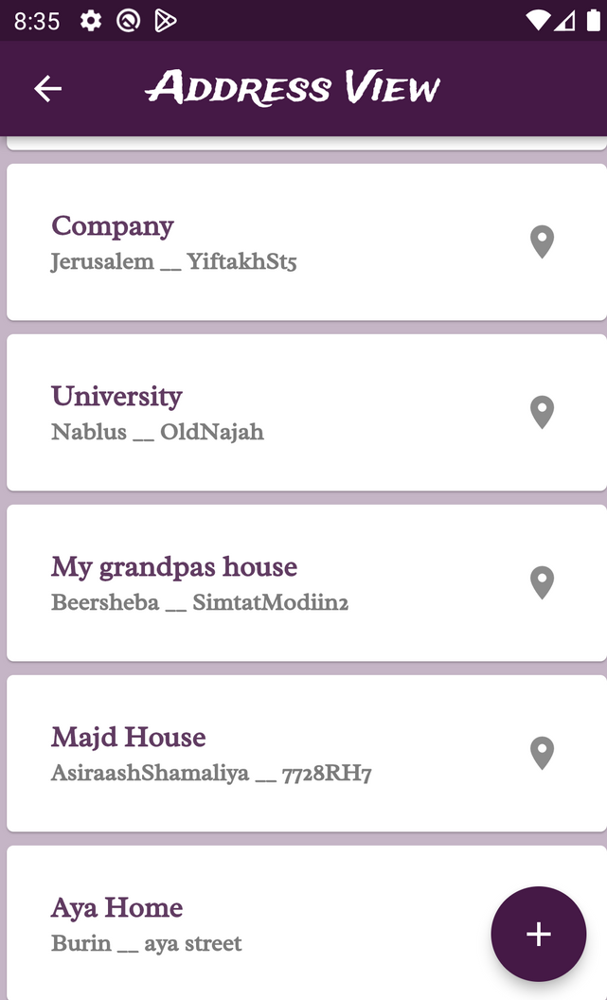 8:35
Address View
Company
Jerusalem __ YiftakhSt5
University
Nablus __ OldNajah
My grandpas house
Beersheba __ SimtatModiin2
Majd House
AsiraashShamaliya __ 7728RH7
Aya Home
Burin __ aya street